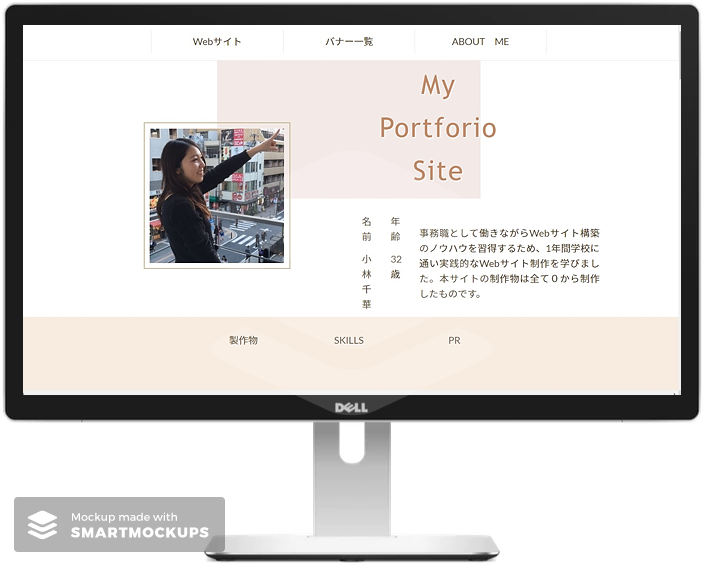 Webサイト
バナー一覧
ABOUT ME
My
Portforio
Site
年齢 32歳
名前 小林千華
事務職として働きながらWebサイト構築
のノウハウを習得するため、1年間学校に
通い実践的なWebサイト制作を学びまし
た。本サイトの制作物は全て０から制作
したものです。
製作物
SKILLS
PR
DELL
Mockup made with
SMARTMOCKUPS